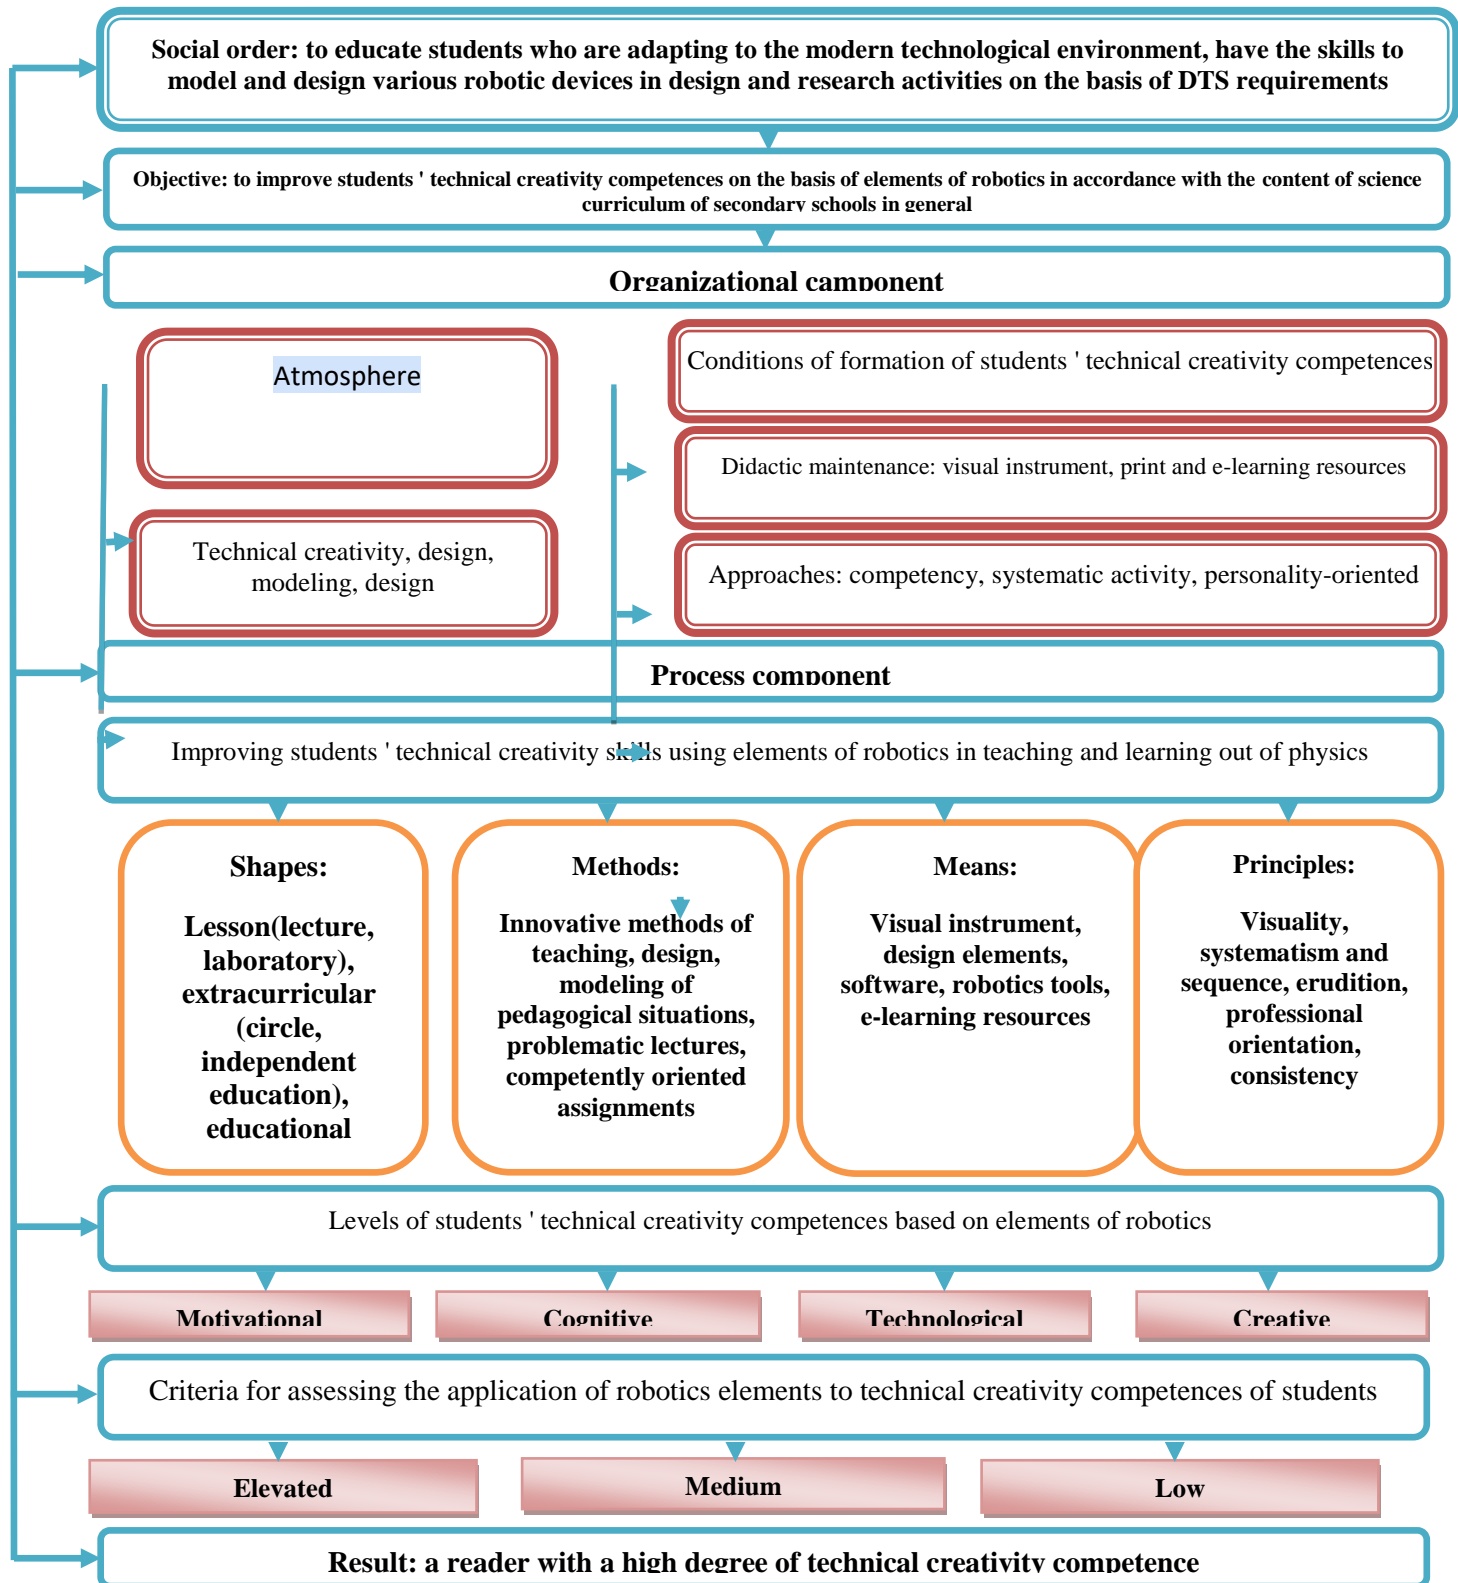 Social order: to educate students who are adapting to the modern technological environment, have the skills to
model and design various robotic devices in design and research activities on the basis of DTS requirements
Objective: to improve students ' technical creativity competences on the basis of elements of robotics in accordance with the content of science
curriculum of secondary schools in general
Organizational camponent
Atmosphere
Technical creativity, design,
modeling, design
Conditions of formation of students ' technical creativity competences
Didactic maintenance: visual instrument, print and e-learning resources
Approaches: competency, systematic activity, personality-oriented
Process component
Improving students ' technical creativity skills using elements of robotics in teaching and learning out of physics
Shapes:
Lesson(lecture,
laboratory),
extracurricular
(circle,
independent
education),
educational
Methods:
Innovative methods of
teaching, design,
modeling of
pedagogical situations,
problematic lectures,
competently oriented
assignments
Means:
Visual instrument,
design elements,
software, robotics tools,
e-learning resources
Principles:
Visuality,
systematism and
sequence, erudition,
professional
orientation,
consistency
Levels of students ' technical creativity competences based on elements of robotics
Motivational
Cognitive
Technological
Creative
Criteria for assessing the application of robotics elements to technical creativity competences of students
Elevated
Medium
Low
Result: a reader with a high degree of technical creativity competence